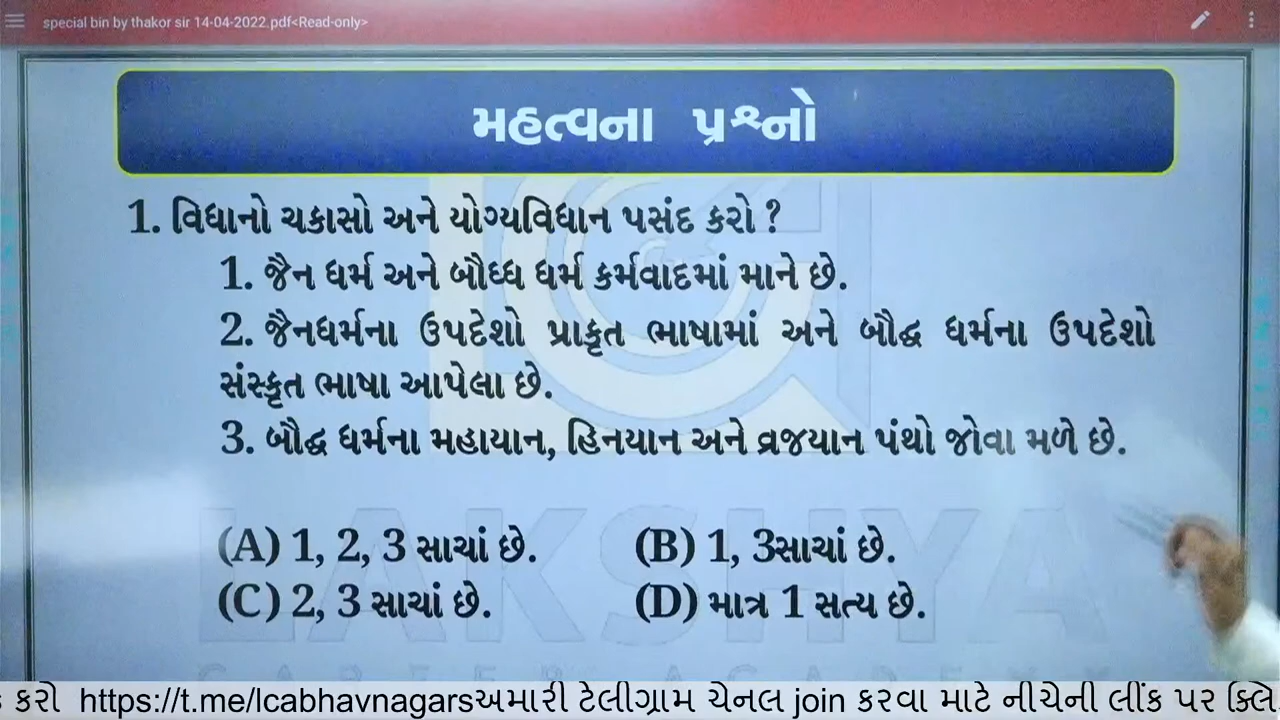 special bin by thakor sir 14-04-2022.pdf<Read-only>
મહત્વના પ્રશ્નો
1. વિધાનો ચકાસો અને યોગ્યવિધાન પસંદ કરો ?
1. જૈન ધર્મ અને બૌધ્ધ ધર્મ કર્મવાદમાં માને છે.
2. જૈનધર્મના ઉપદેશો પ્રાકૃત ભાષામાં અને બૌદ્ધ ધર્મના ઉપદેશો
સંસ્કૃત ભાષા આપેલા છે.
3. બૌદ્ધ ધર્મના મહાયાન, હિનયાન અને વ્રજયાન પંથો જોવા મળે છે.
(A) 1, 2, 3 સાચાં છે. (B) 1, 3સાચાં છે.
(C) 2, 3 સાચાં છે. (D) માત્ર 1 સત્ય છે.
LAKSHYA
કરો https://t.me/lcabhavnagarsઅમારી ટેલીગ્રામ ચેનલ join કરવા માટે નીચેની લીંક પર ક્લિ